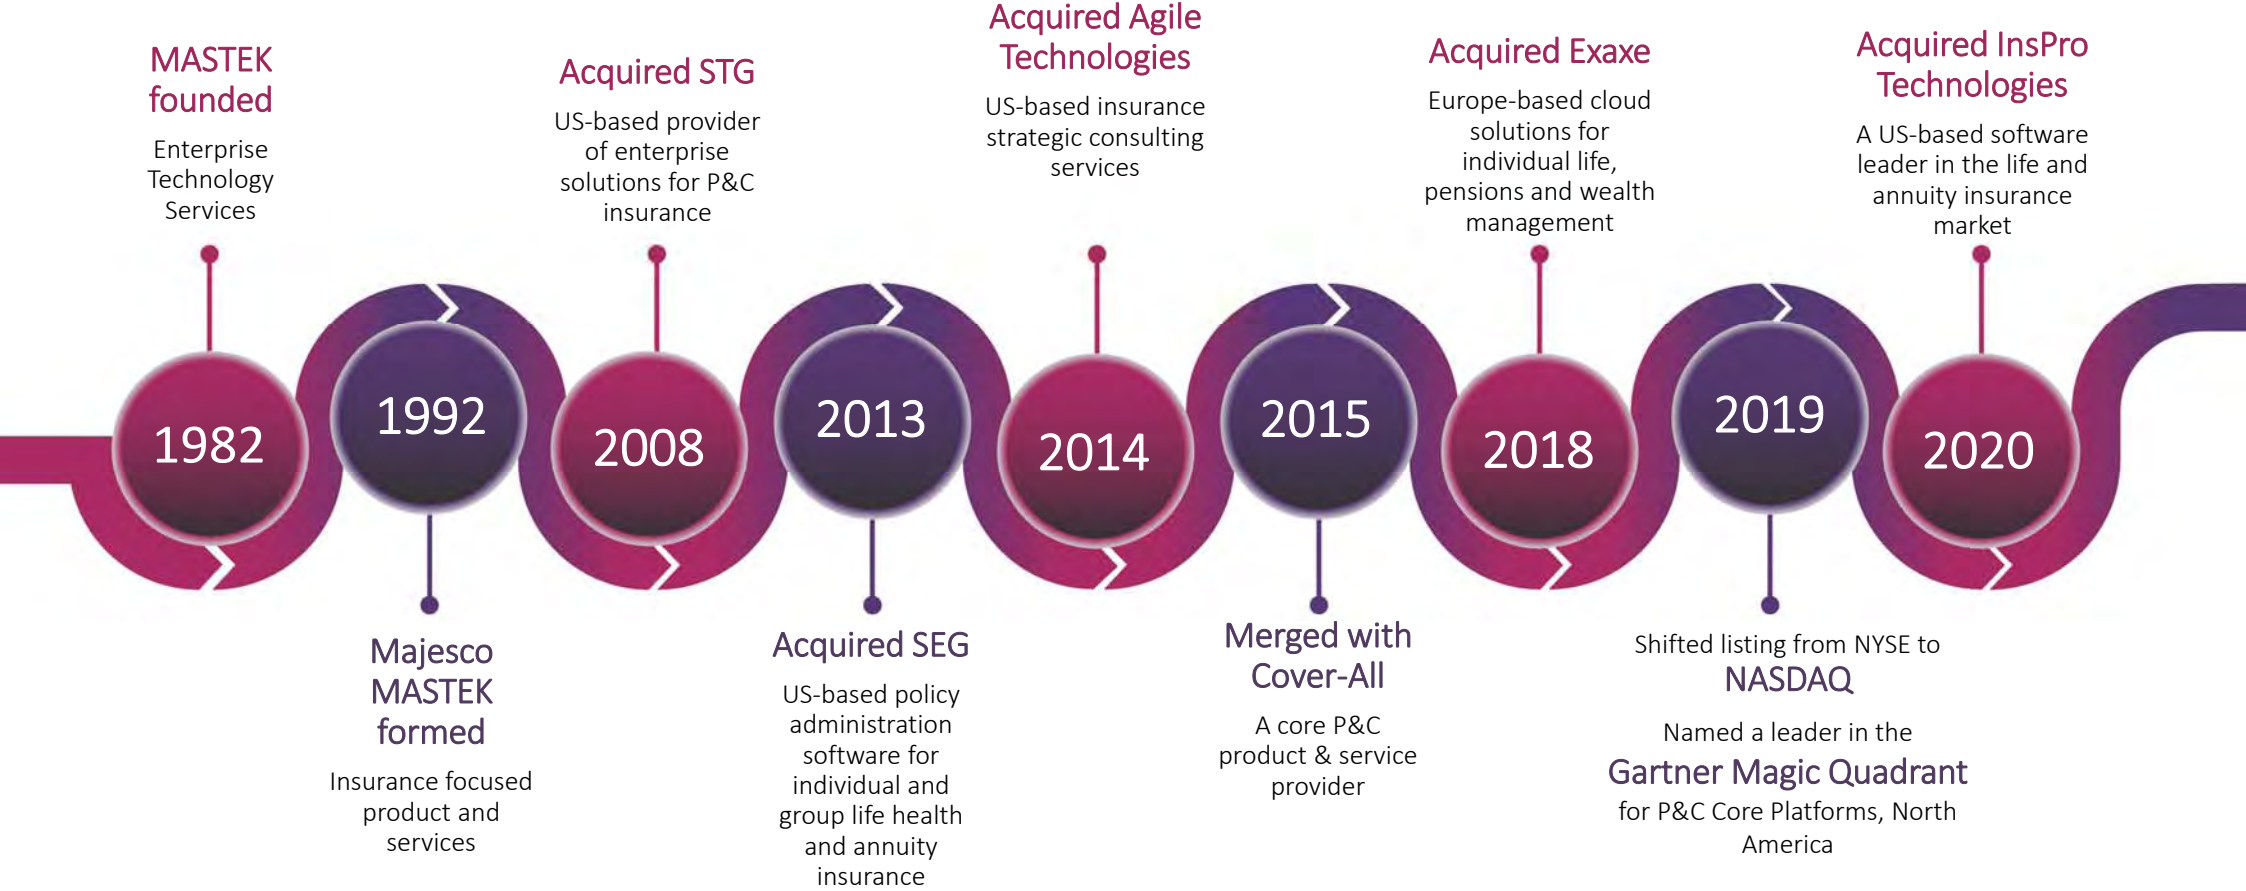 MASTEK
founded
Enterprise
Technology
Services
1982
1992
Majesco
MASTEK
formed
Insurance focused
product and
services
Acquired STG
US-based provider
of enterprise
solutions for P&C
insurance
2008
2013
Acquired SEG
US-based policy
administration
software for
individual and
group life health
and annuity
insurance
Acquired Agile
Technologies
US-based insurance
strategic consulting
services
2014
2015
Merged with
Cover-All
A core P&C
product & service
provider
Acquired Exaxe
Europe-based cloud
solutions for
individual life,
pensions and wealth
management
2018
2019
Shifted listing from NYSE to
NASDAQ
Named a leader in the
Gartner Magic Quadrant
for P&C Core Platforms, North
America
Acquired InsPro
Technologies
A US-based software
leader in the life and
annuity insurance
market
2020